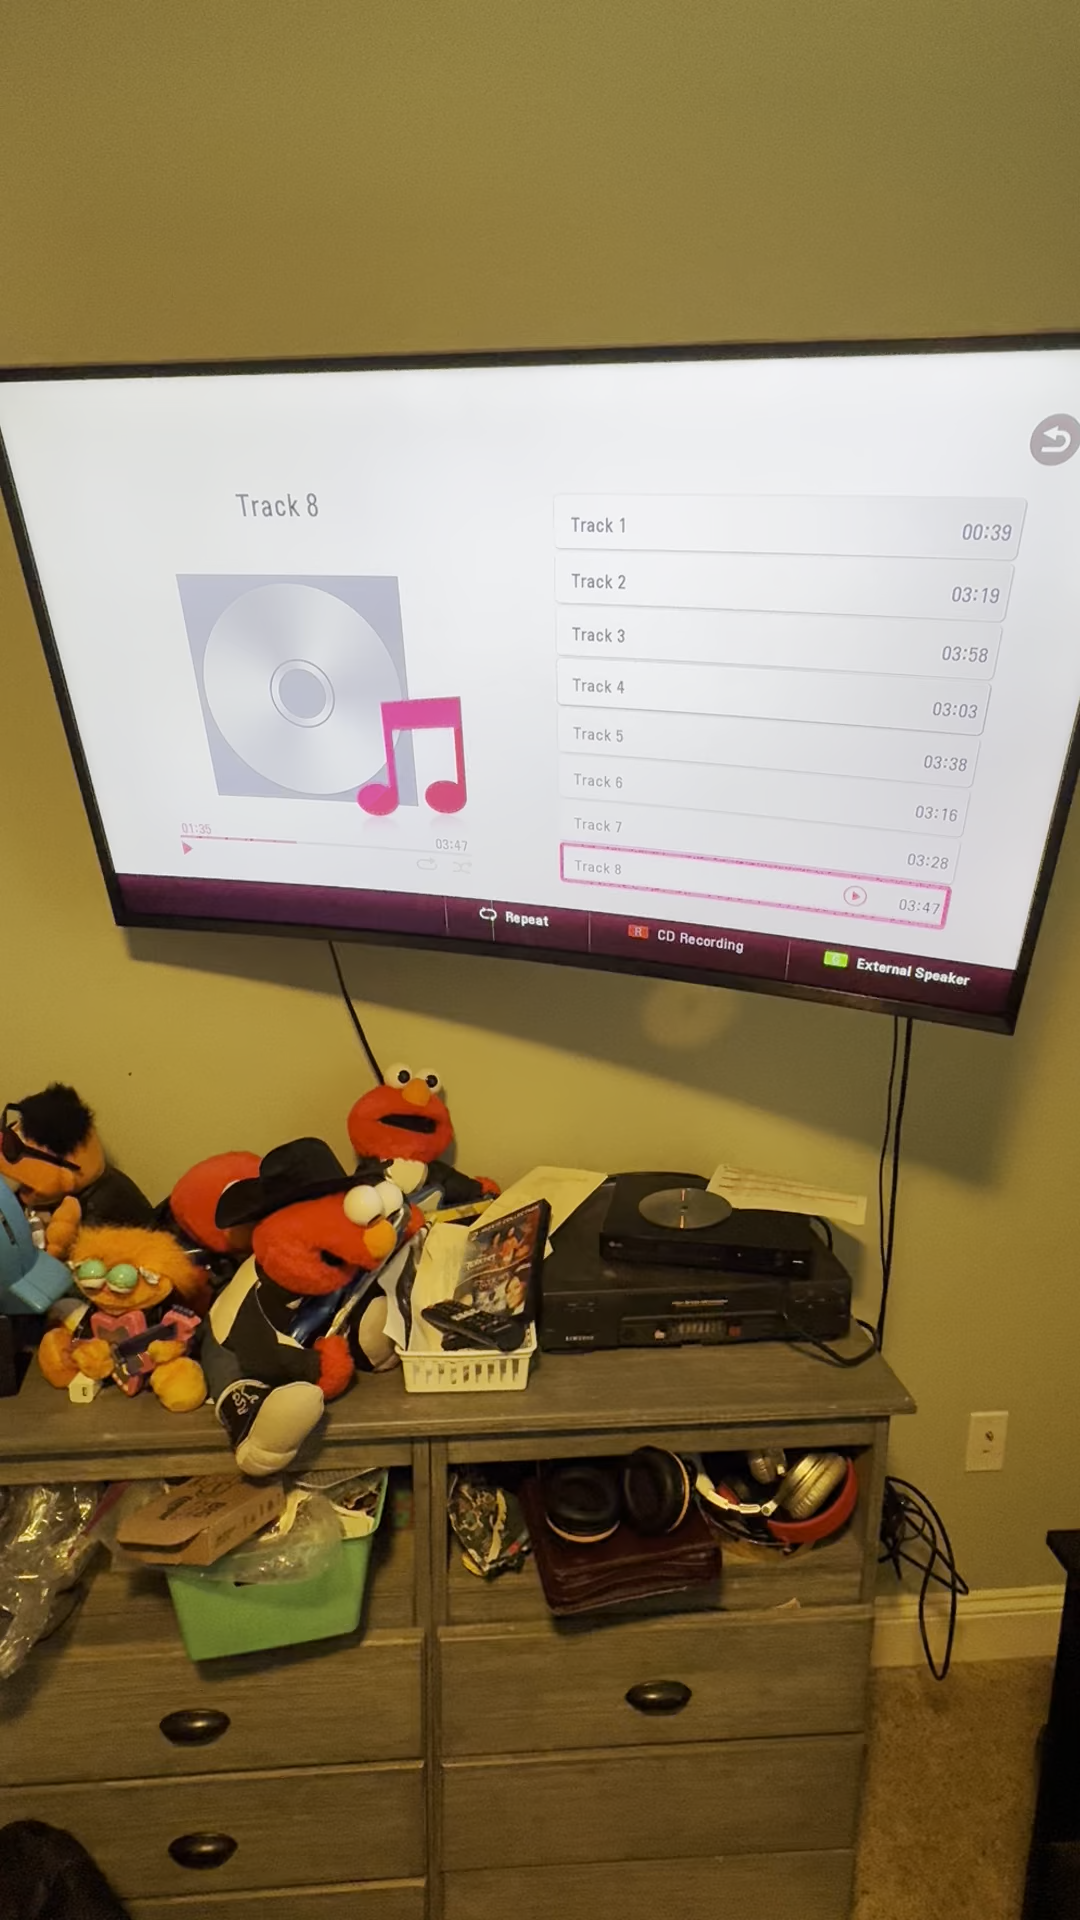 Track 8
01:35
03:47
Track 1 00:39
Track 2 03:19
Track 3 03:58
Track 4 03:03
Track 5 03:38
Track 6 03:16
Track 7 03:28
Track 8 03:47
Repeat
R CD Recording
External Speaker
SAMSUNG